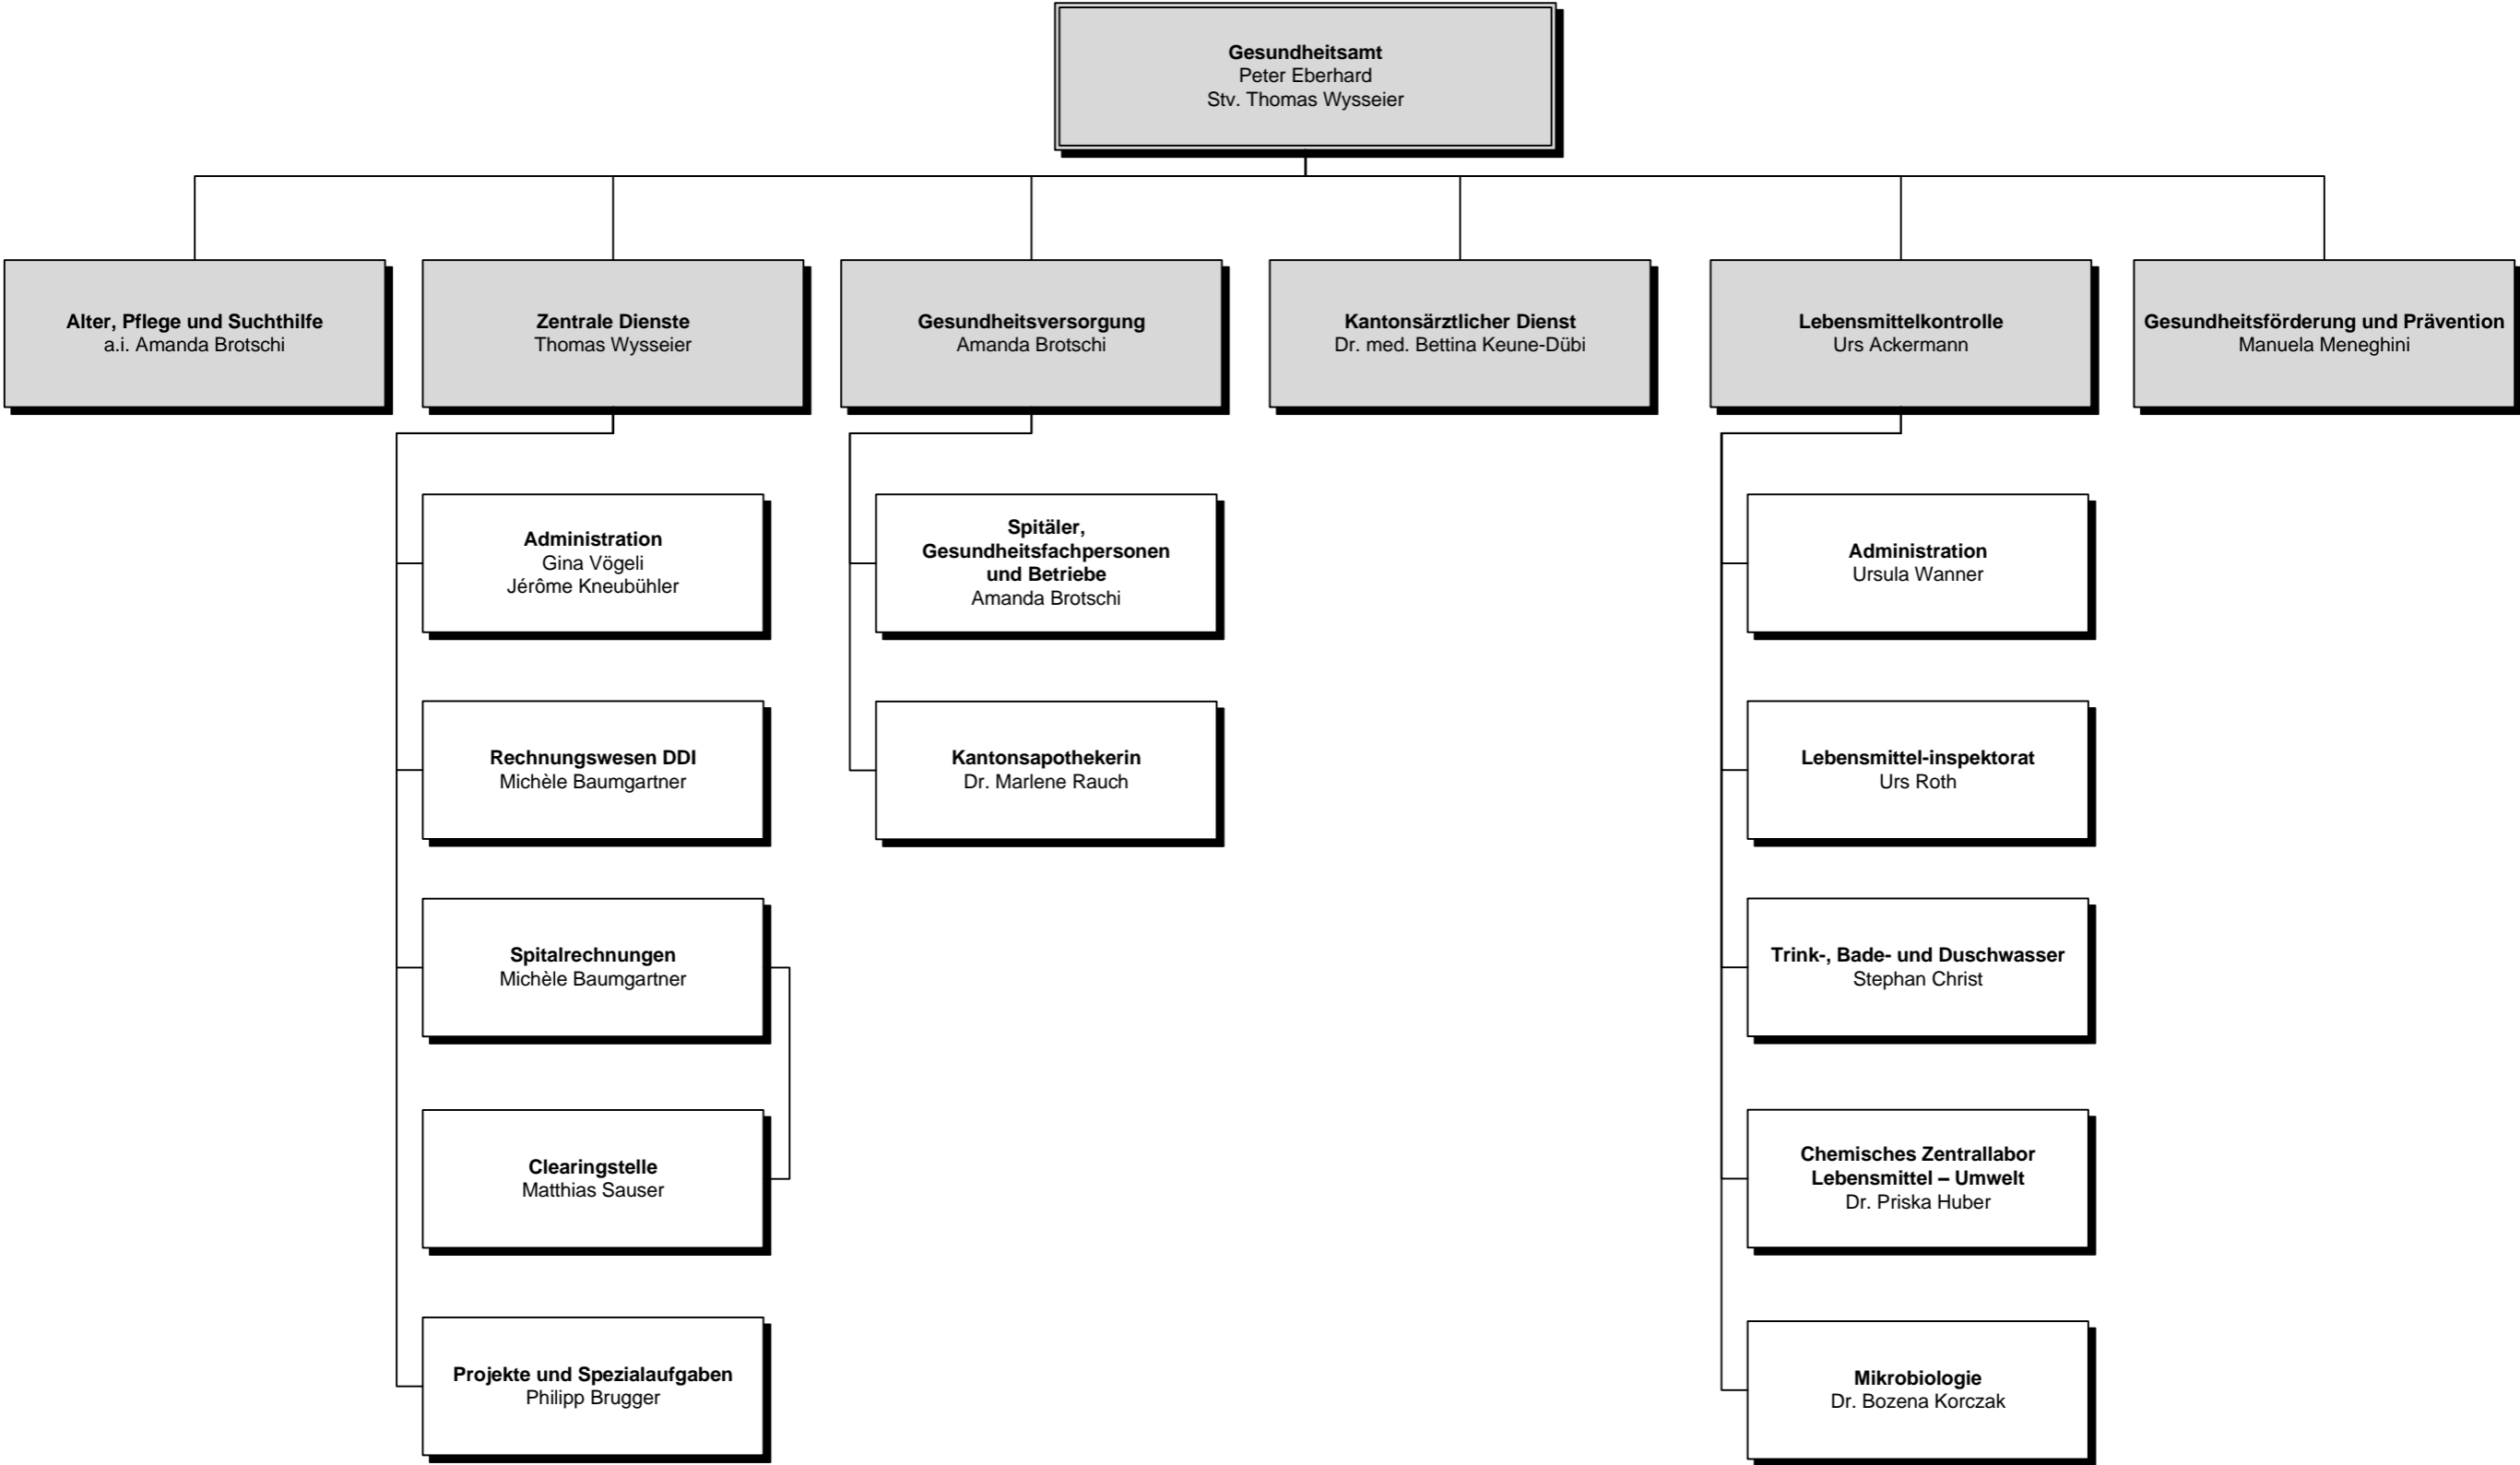 Gesundheitsamt
Peter Eberhard
Stv. Thomas Wysseier
Alter, Pflege und Suchthilfe
a.i. Amanda Brotschi
Zentrale Dienste
Thomas Wysseier
Gesundheitsversorgung
Amanda Brotschi
Kantonsärztlicher Dienst
Dr. med. Bettina Keune-Dübi
Lebensmittelkontrolle
Urs Ackermann
Gesundheitsförderung und Prävention
Manuela Meneghini
Administration
Gina Vögeli
Jérôme Kneubühler
Rechnungswesen DDI
Michèle Baumgartner
Spitalrechnungen
Michèle Baumgartner
Clearingstelle
Matthias Sauser
Projekte und Spezialaufgaben
Philipp Brugger
Spitäler,
Gesundheitsfachpersonen
und Betriebe
Amanda Brotschi
Kantonsapothekerin
Dr. Marlene Rauch
Administration
Ursula Wanner
Lebensmittel-inspektorat
Urs Roth
Trink-, Bade- und Duschwasser
Stephan Christ
Chemisches Zentrallabor
Lebensmittel – Umwelt
Dr. Priska Huber
Mikrobiologie
Dr. Bozena Korczak